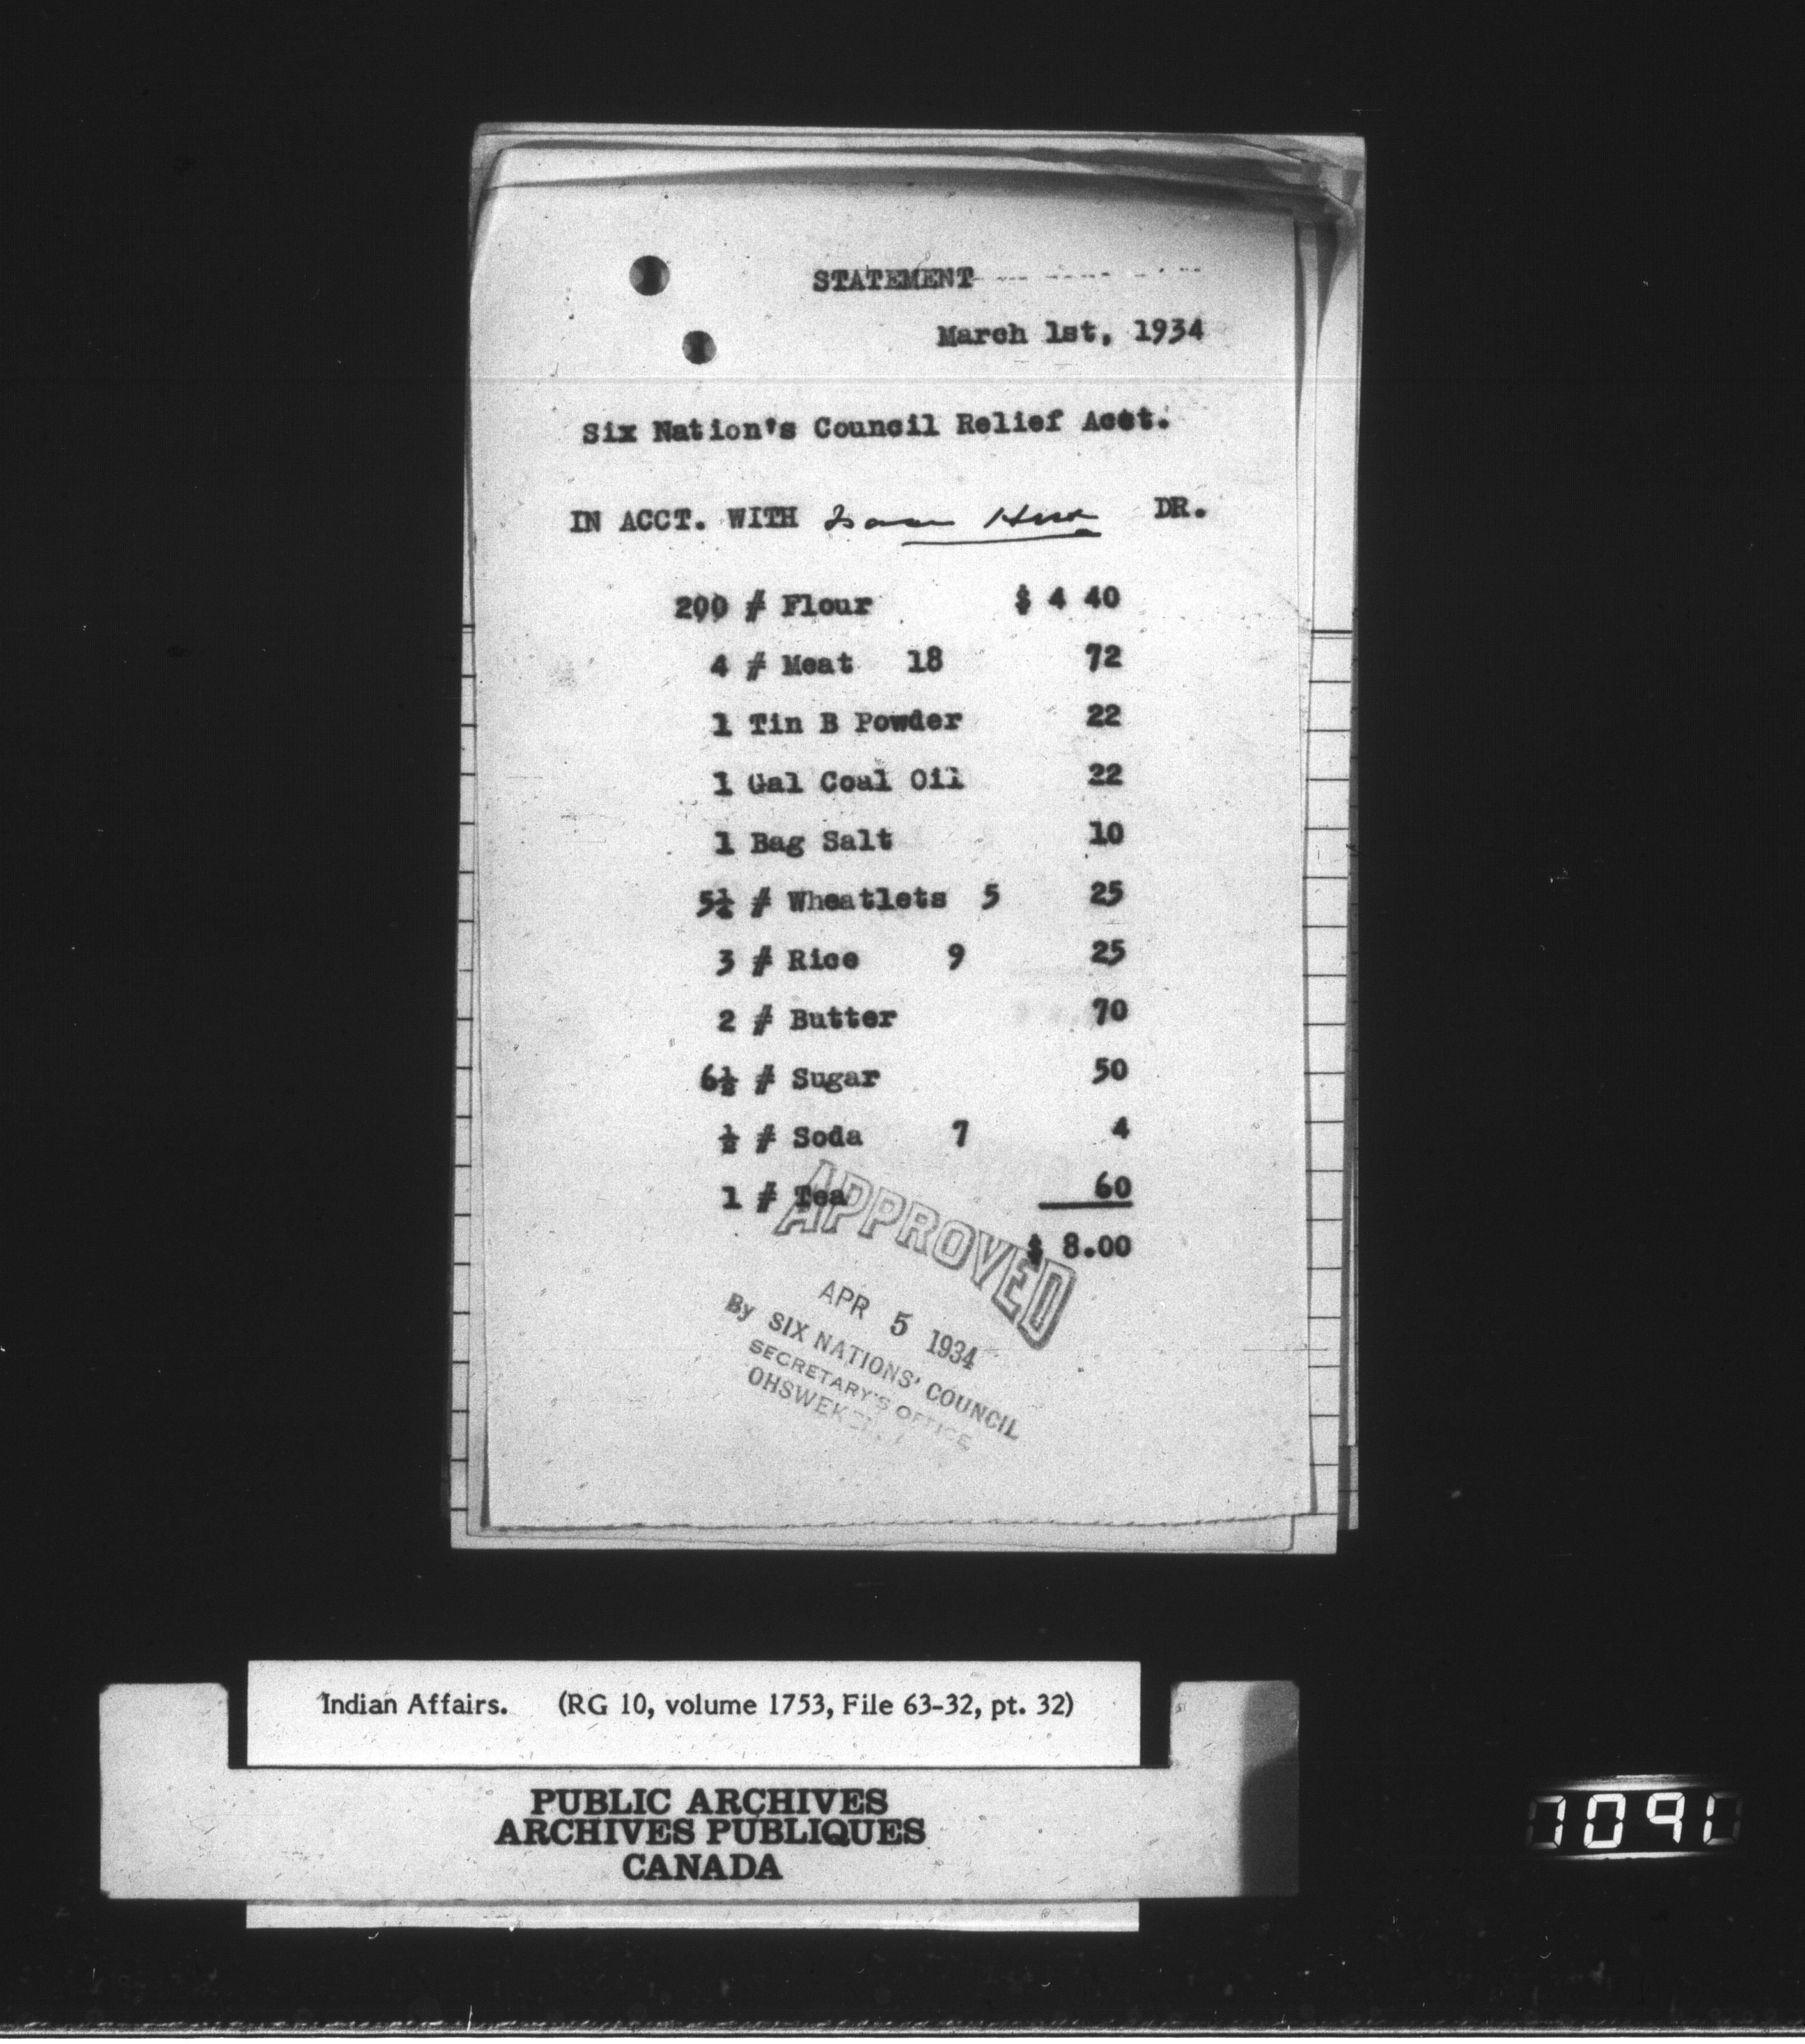 STATEMENT
March 1st, 1934
Six Nation's Council Relief Acct.
IN ACCT. WITH Isaac DR.
200 # Flour $ 4 40
4 # Meat 18 72
1 Tin B Powder 22
1 Gal Coal Oil 22
1 Bag Salt 10
5½ # Wheatlets 5 25
3 # Rice 9 25
2 # Butter 70
6½ # Sugar 50
½ # Soda 7 4
1 # Tea 60
$ 8.00
APPROVED
APR 5 1934
By SIX NATIONS' COUNCIL
SECRETARY'S OFFICE
Indian Affairs. (RG 10, volume 1753, File 63-32, pt. 32)
PUBLIC ARCHIVES
ARCHIVES PUBLIQUES
CANADA
1091